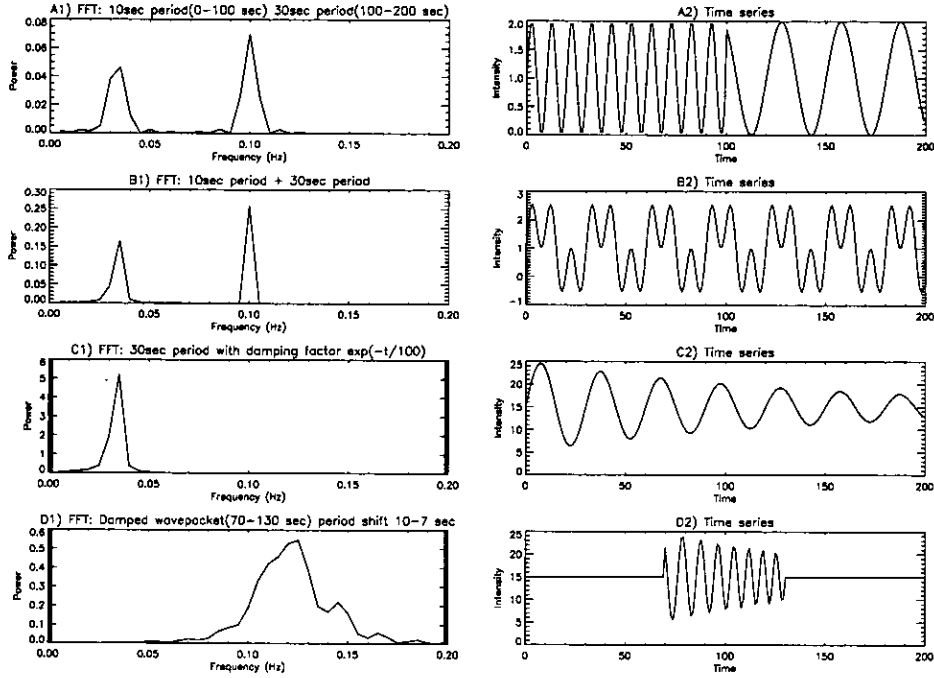 A1) FFT: 10sec period(0-100 sec) 30sec period(100-200 sec)
0.08
0.06
0.04
0.02
0.00
Power
0.00 0.05 0.10 0.15 0.20
Frequency (Hz)
A2) Time series
2.0
1.5
1.0
0.5
0.0
Intensity
0 50 100 150 200
Time
B1) FFT: 10sec period + 30sec period
0.30
0.25
0.20
0.15
0.10
0.05
0.00
Power
0.00 0.05 0.10 0.15 0.20
Frequency (Hz)
B2) Time series
3
2
1
0
-1
Intensity
0 50 100 150 200
Time
C1) FFT: 30sec period with damping factor exp(-t/100)
6
5
4
3
2
1
0
Power
0.00 0.05 0.10 0.15 0.20
Frequency (Hz)
C2) Time series
25
20
15
10
5
0
Intensity
0 50 100 150 200
Time
D1) FFT: Damped wavepacket(70-130 sec) period shift 10-7 sec
0.6
0.5
0.4
0.3
0.2
0.1
0.0
Power
0.00 0.05 0.10 0.15 0.20
Frequency (Hz)
D2) Time series
25
20
15
10
5
0
Intensity
0 50 100 150 200
Time